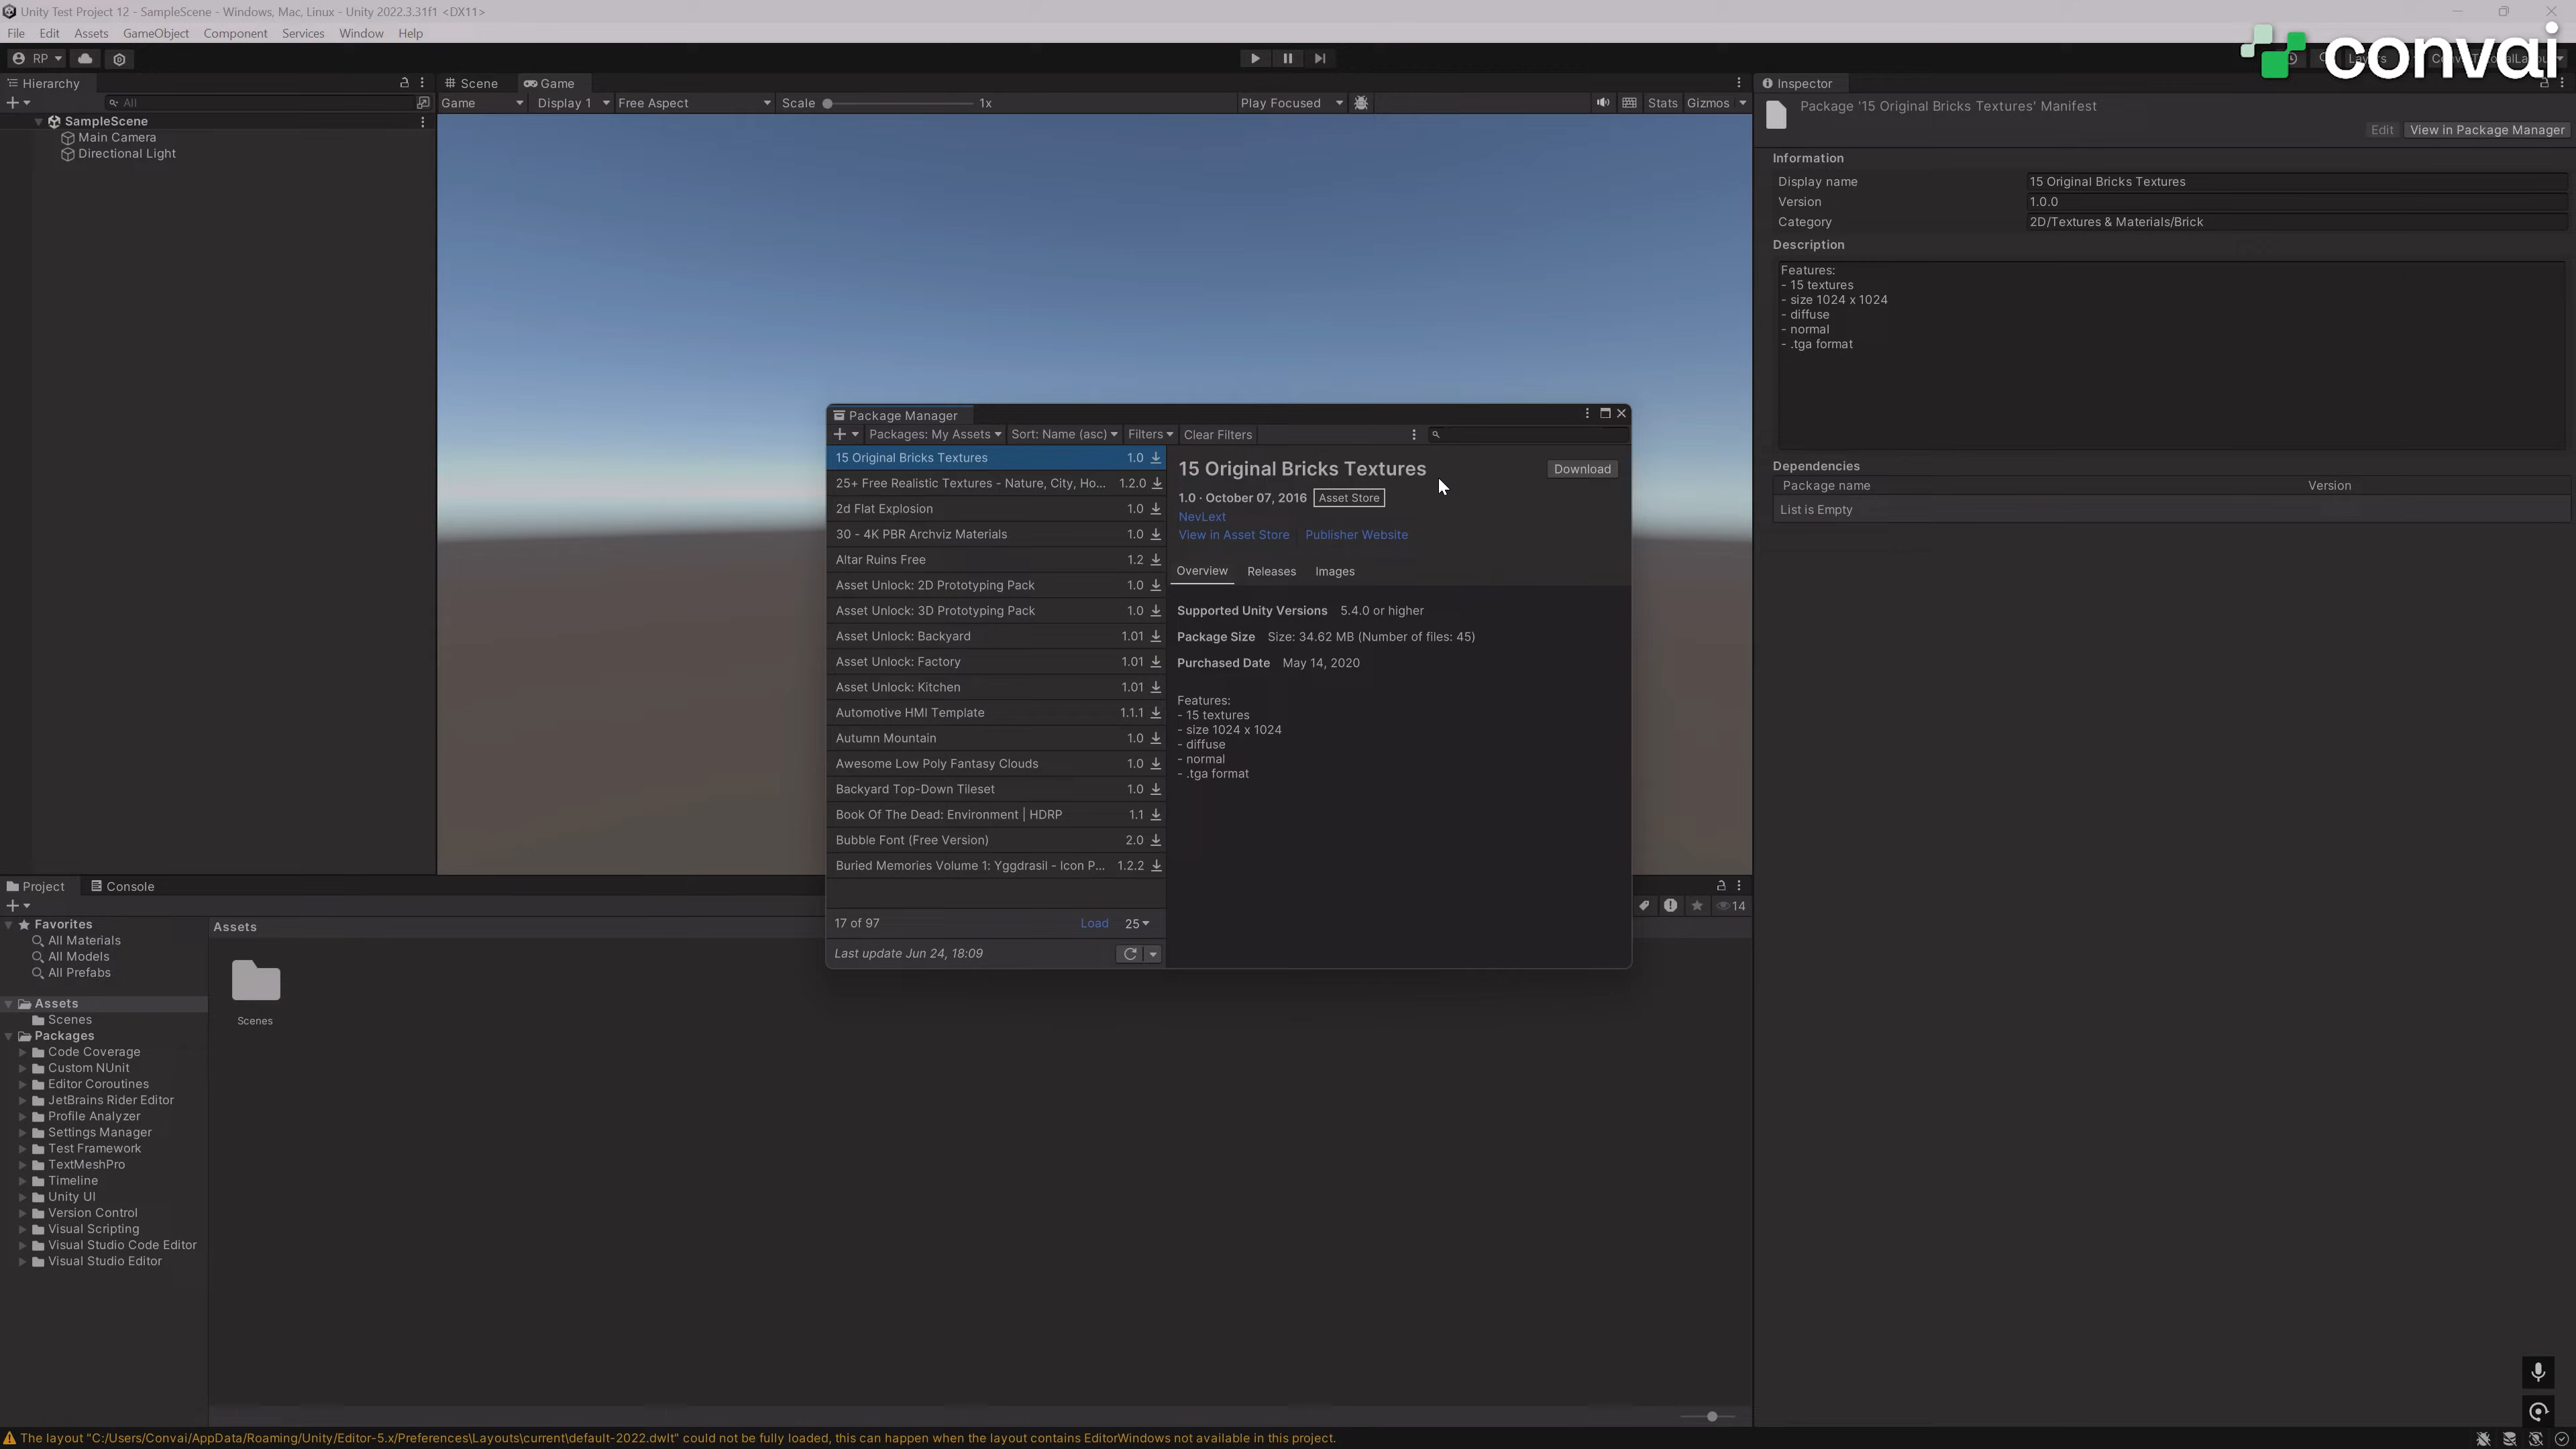 Unity Test Project 12 - SampleScene - Windows, Mac, Linux - Unity 2022.3.31f1 <DX11>
File Edit Assets GameObject Component Services Window Help
RP
convai
Hierarchy
All
SampleScene
Main Camera
Directional Light
Scene Game
Game Display 1 Free Aspect Scale 1x Play Focused Stats Gizmos
Inspector
Package '15 Original Bricks Textures' Manifest
Edit View in Package Manager
Information
Display name 15 Original Bricks Textures
Version 1.0.0
Category 2D/Textures & Materials/Brick
Description
Features:
- 15 textures
- size 1024 x 1024
- diffuse
- normal
- .tga format
Dependencies
Package name Version
List is Empty
Package Manager
Packages: My Assets Sort: Name (asc) Filters Clear Filters
15 Original Bricks Textures 1.0
25+ Free Realistic Textures - Nature, City, Ho... 1.2.0
2d Flat Explosion 1.0
30 - 4K PBR Archviz Materials 1.0
Altar Ruins Free 1.2
Asset Unlock: 2D Prototyping Pack 1.0
Asset Unlock: 3D Prototyping Pack 1.0
Asset Unlock: Backyard 1.01
Asset Unlock: Factory 1.01
Asset Unlock: Kitchen 1.01
Automotive HMI Template 1.1.1
Autumn Mountain 1.0
Awesome Low Poly Fantasy Clouds 1.0
Backyard Top-Down Tileset 1.0
Book Of The Dead: Environment | HDRP 1.1
Bubble Font (Free Version) 2.0
Buried Memories Volume 1: Yggdrasil - Icon P... 1.2.2
17 of 97 Load 25
Last update Jun 24, 18:09
15 Original Bricks Textures
Download
1.0 · October 07, 2016 Asset Store
NevLext
View in Asset Store Publisher Website
Overview Releases Images
Supported Unity Versions 5.4.0 or higher
Package Size Size: 34.62 MB (Number of files: 45)
Purchased Date May 14, 2020
Features:
- 15 textures
- size 1024 x 1024
- diffuse
- normal
- .tga format
Project Console
14
Favorites
All Materials
All Models
All Prefabs
Assets
Scenes
Packages
Code Coverage
Custom NUnit
Editor Coroutines
JetBrains Rider Editor
Profile Analyzer
Settings Manager
Test Framework
TextMeshPro
Timeline
Unity UI
Version Control
Visual Scripting
Visual Studio Code Editor
Visual Studio Editor
Assets
Scenes
The layout "C:/Users/Convai/AppData/Roaming/Unity/Editor-5.x/Preferences\Layouts\current\default-2022.dwlt" could not be fully loaded, this can happen when the layout contains EditorWindows not available in this project.